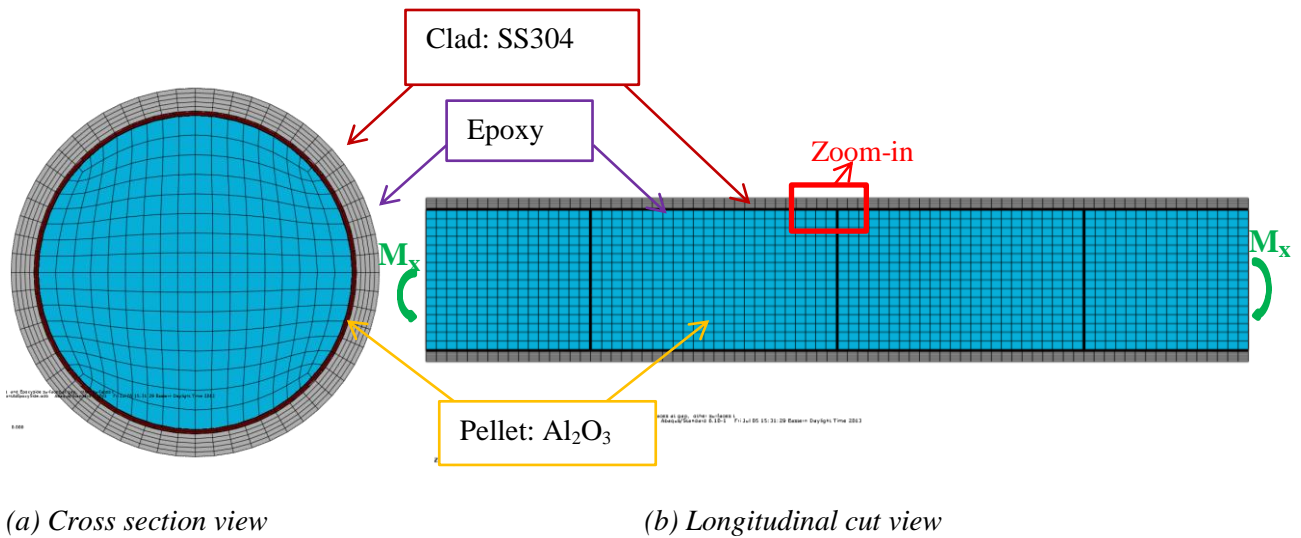 Clad: SS304
Epoxy
Zoom-in
Mx
Mx
Pellet: Al2O3
(a) Cross section view
(b) Longitudinal cut view